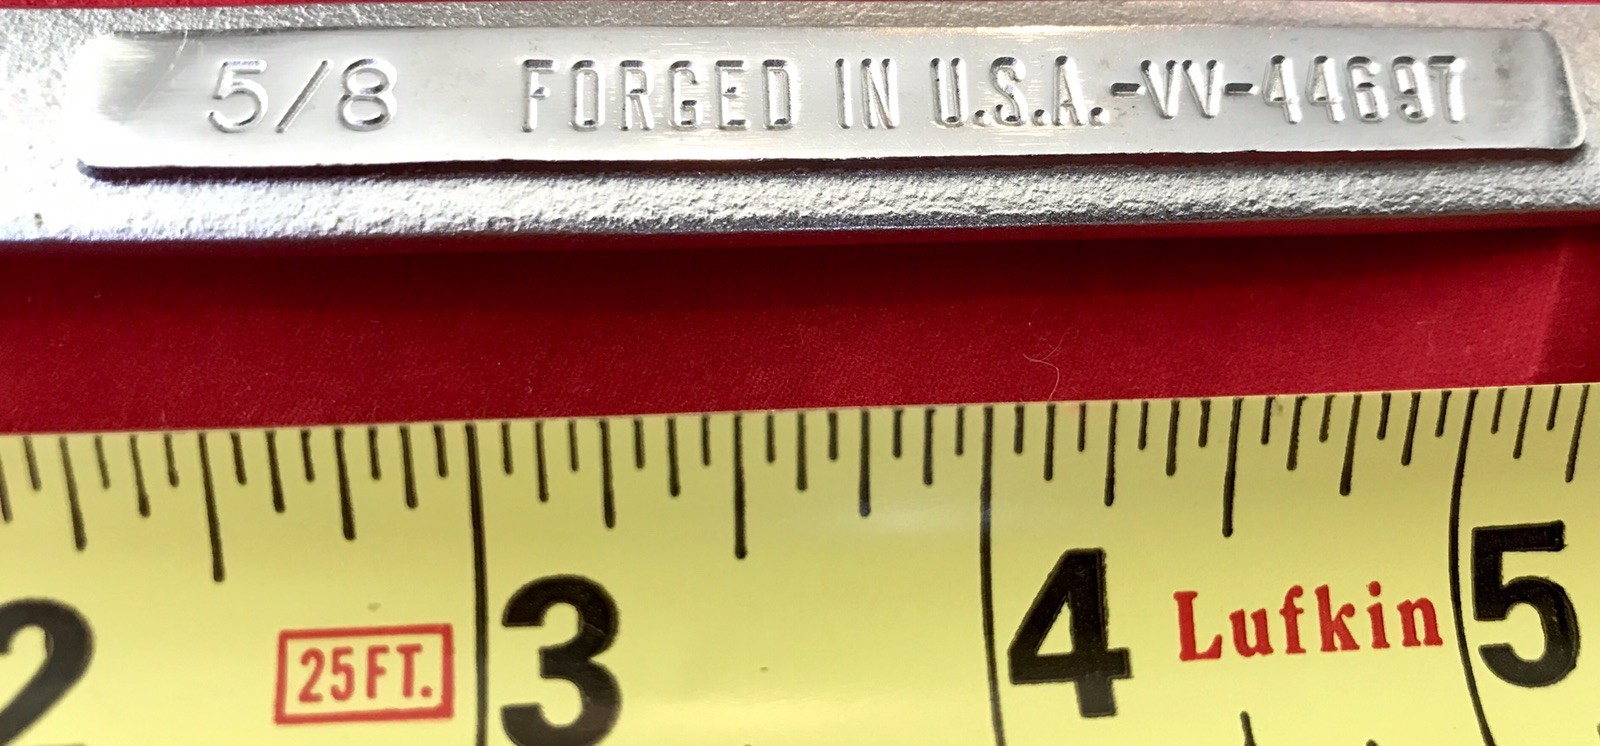 5/8 FORGED IN U.S.A.-VV-44697
2 3 4 5
25FT. Lufkin